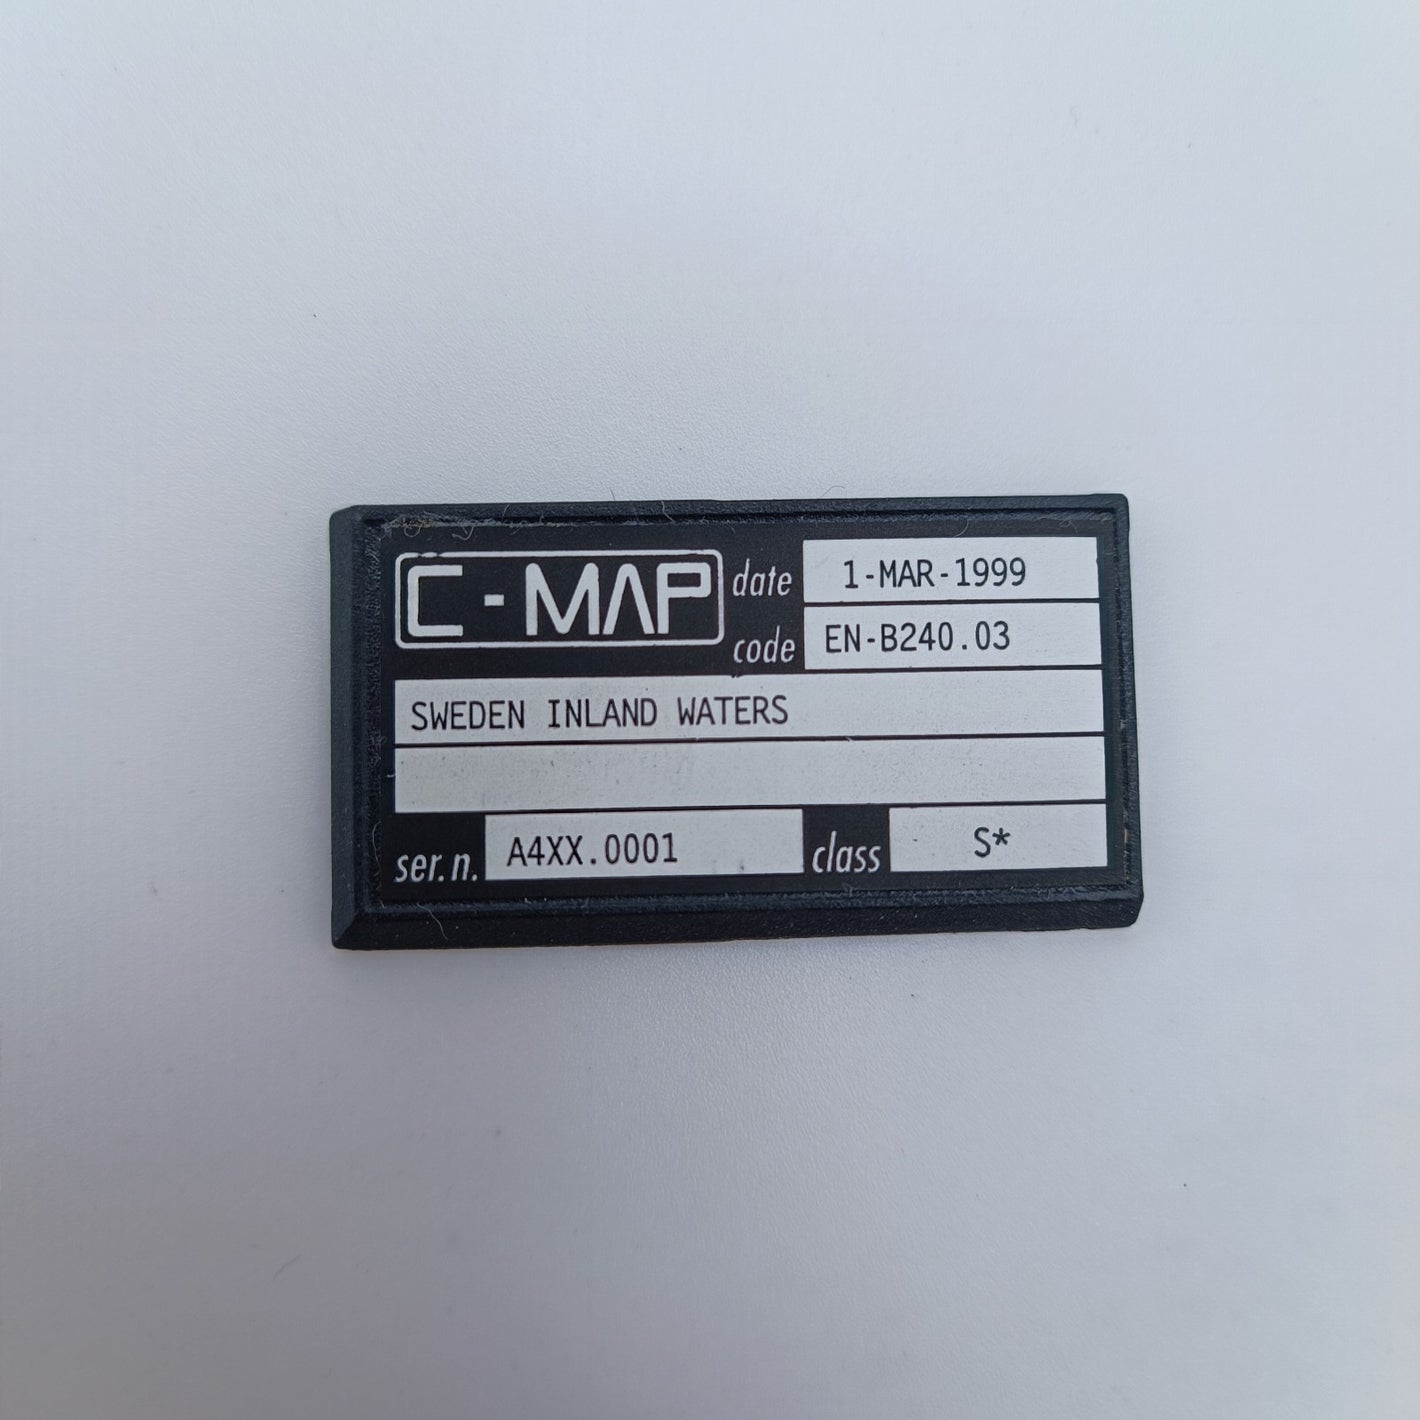 C-MAP date 1-MAR-1999
code EN-B240.03
SWEDEN INLAND WATERS
ser.n. A4XX.0001 class S*